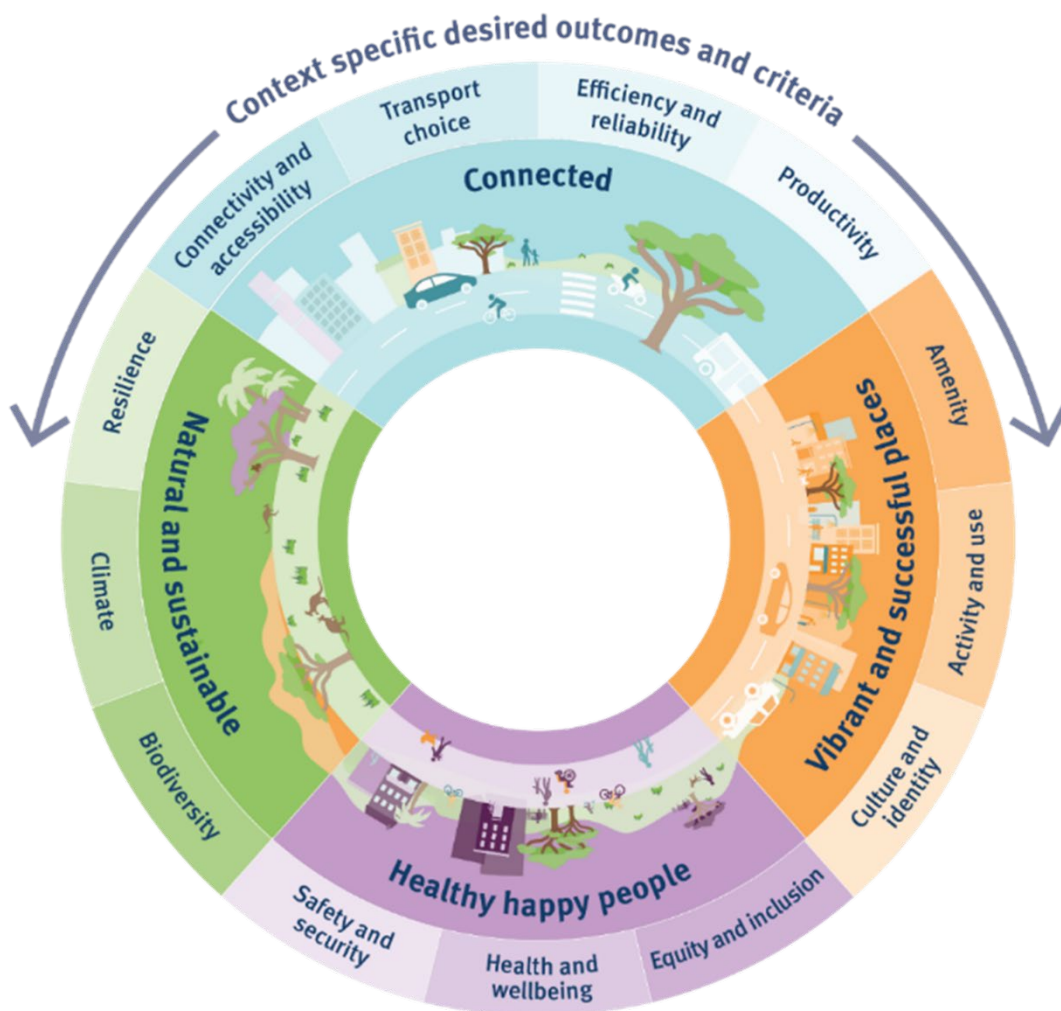 Context specific desired outcomes and criteria
Connectivity and
accessibility
Transport
choice
Efficiency and
reliability
Productivity
Connected
Amenity
Activity and use
Culture and
identity
Vibrant and successful places
Equity and inclusion
Health and
wellbeing
Safety and
security
Healthy happy people
Biodiversity
Climate
Resilience
Natural and sustainable